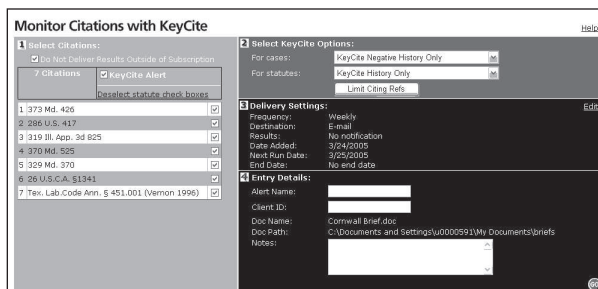 Monitor Citations with KeyCite
Help
1 Select Citations:
Do Not Deliver Results Outside of Subscription
7 Citations
KeyCite Alert
Deselect statute check boxes
1 373 Md. 426
2 286 U.S. 417
3 319 Ill. App. 3d 825
4 370 Md. 525
5 329 Md. 370
6 26 U.S.C.A. §1341
7 Tex. Lab.Code Ann. § 451.001 (Vernon 1996)
2 Select KeyCite Options:
For cases: KeyCite Negative History Only
For statutes: KeyCite History Only
Limit Citing Refs
3 Delivery Settings:
Edit
Frequency: Weekly
Destination: E-mail
Results: No notification
Date Added: 3/24/2005
Next Run Date: 3/25/2005
End Date: No end date
4 Entry Details:
Alert Name:
Client ID:
Doc Name: Cornwall Brief.doc
Doc Path: C:\Documents and Settings\u0000591\My Documents\briefs
Notes:
GO